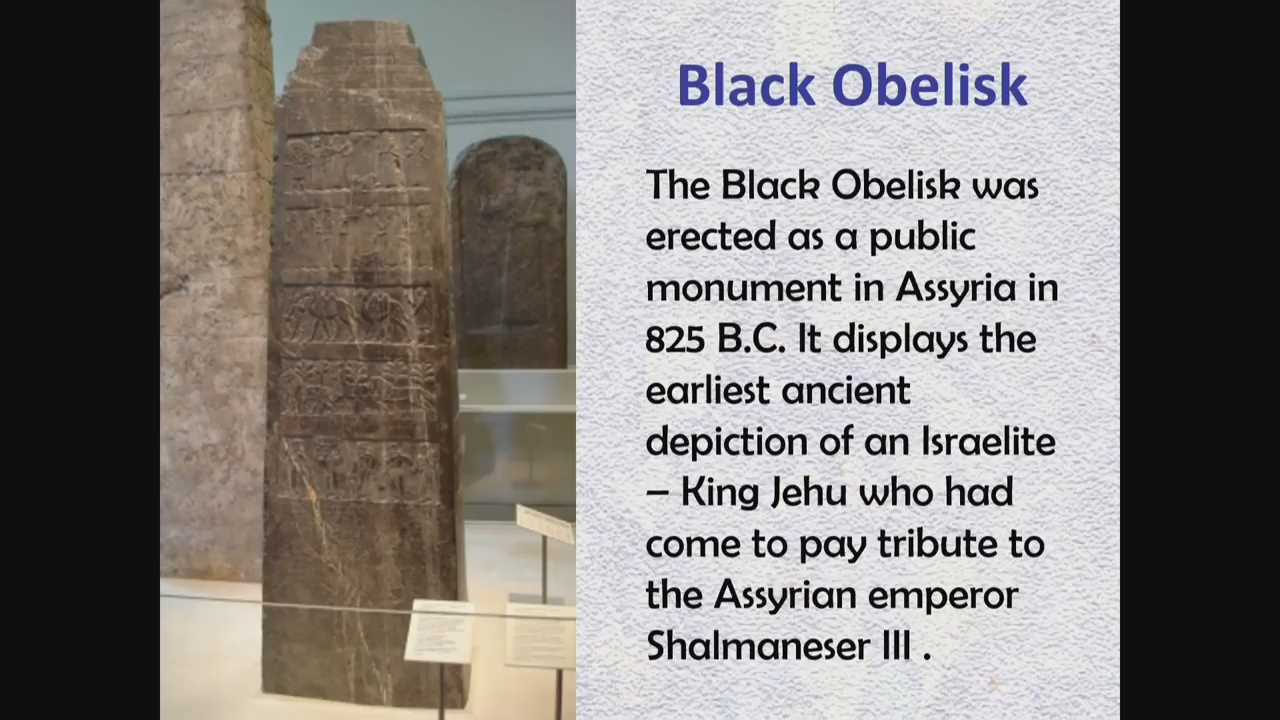 Black Obelisk
The Black Obelisk was
erected as a public
monument in Assyria in
825 B.C. It displays the
earliest ancient
depiction of an Israelite
– King Jehu who had
come to pay tribute to
the Assyrian emperor
Shalmaneser III .